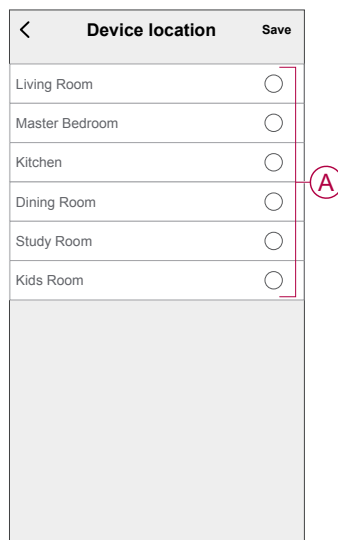 Device location Save
Living Room
Master Bedroom
Kitchen
A
Dining Room
Study Room
Kids Room